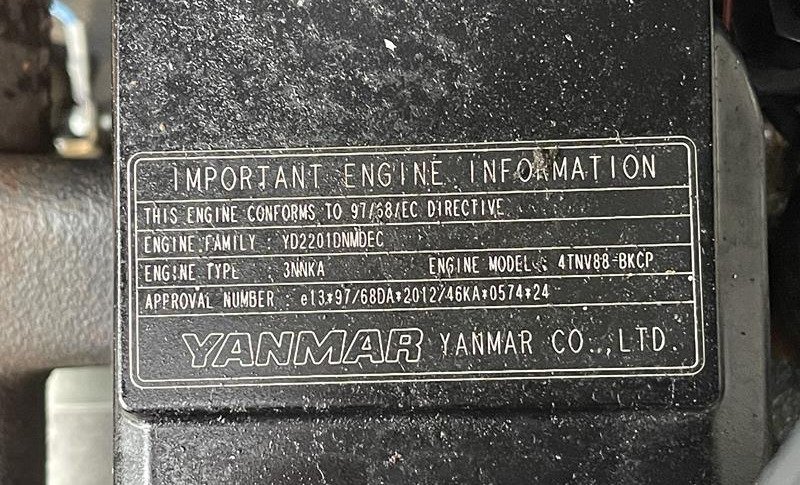 IMPORTANT ENGINE INFORMATION
THIS ENGINE CONFORMS TO 97/68/EC DIRECTIVE
ENGINE FAMILY : YD2201DNMDEC
ENGINE TYPE : 3NNKA ENGINE MODEL : 4TNV88-BKCP
APPROVAL NUMBER : e13*97/68DA*2012/46KA*0574*24
YANMAR YANMAR CO.,LTD.